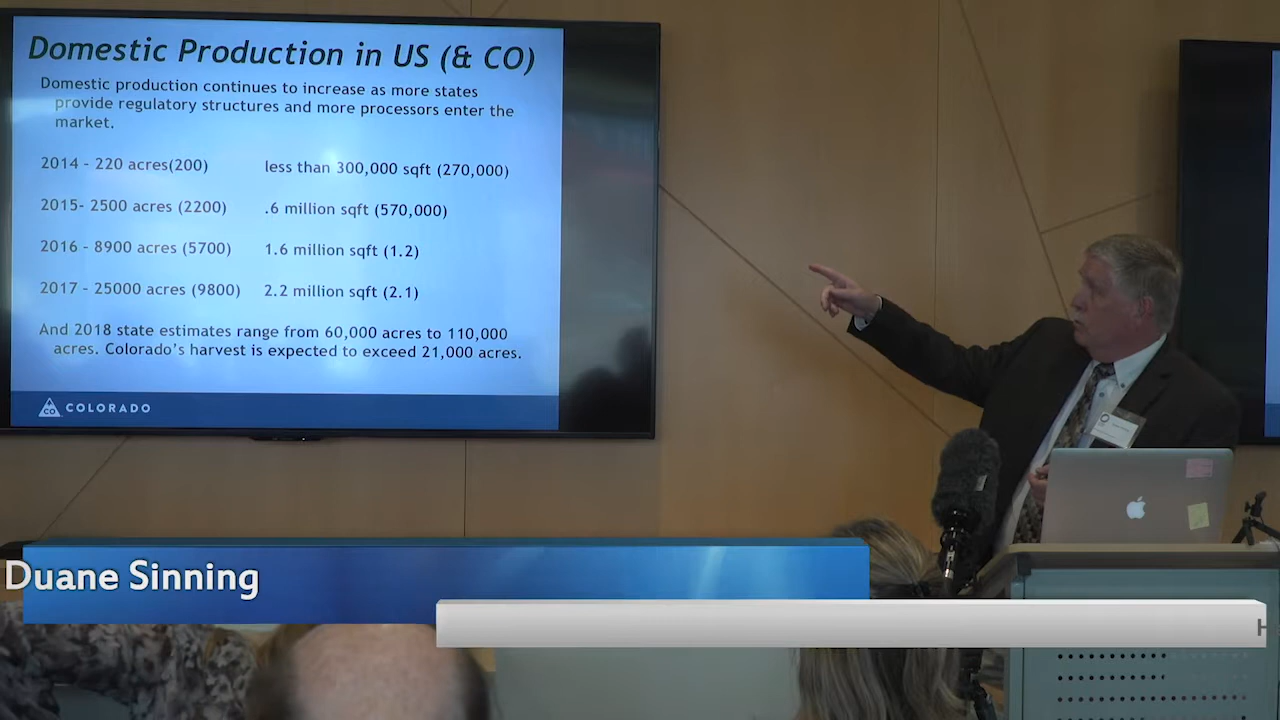 Domestic Production in US (& CO)
Domestic production continues to increase as more states
provide regulatory structures and more processors enter the
market.
2014 - 220 acres(200) less than 300,000 sqft (270,000)
2015- 2500 acres (2200) .6 million sqft (570,000)
2016 - 8900 acres (5700) 1.6 million sqft (1.2)
2017 - 25000 acres (9800) 2.2 million sqft (2.1)
And 2018 state estimates range from 60,000 acres to 110,000
acres. Colorado's harvest is expected to exceed 21,000 acres.
CO COLORADO
Duane Sinning
H